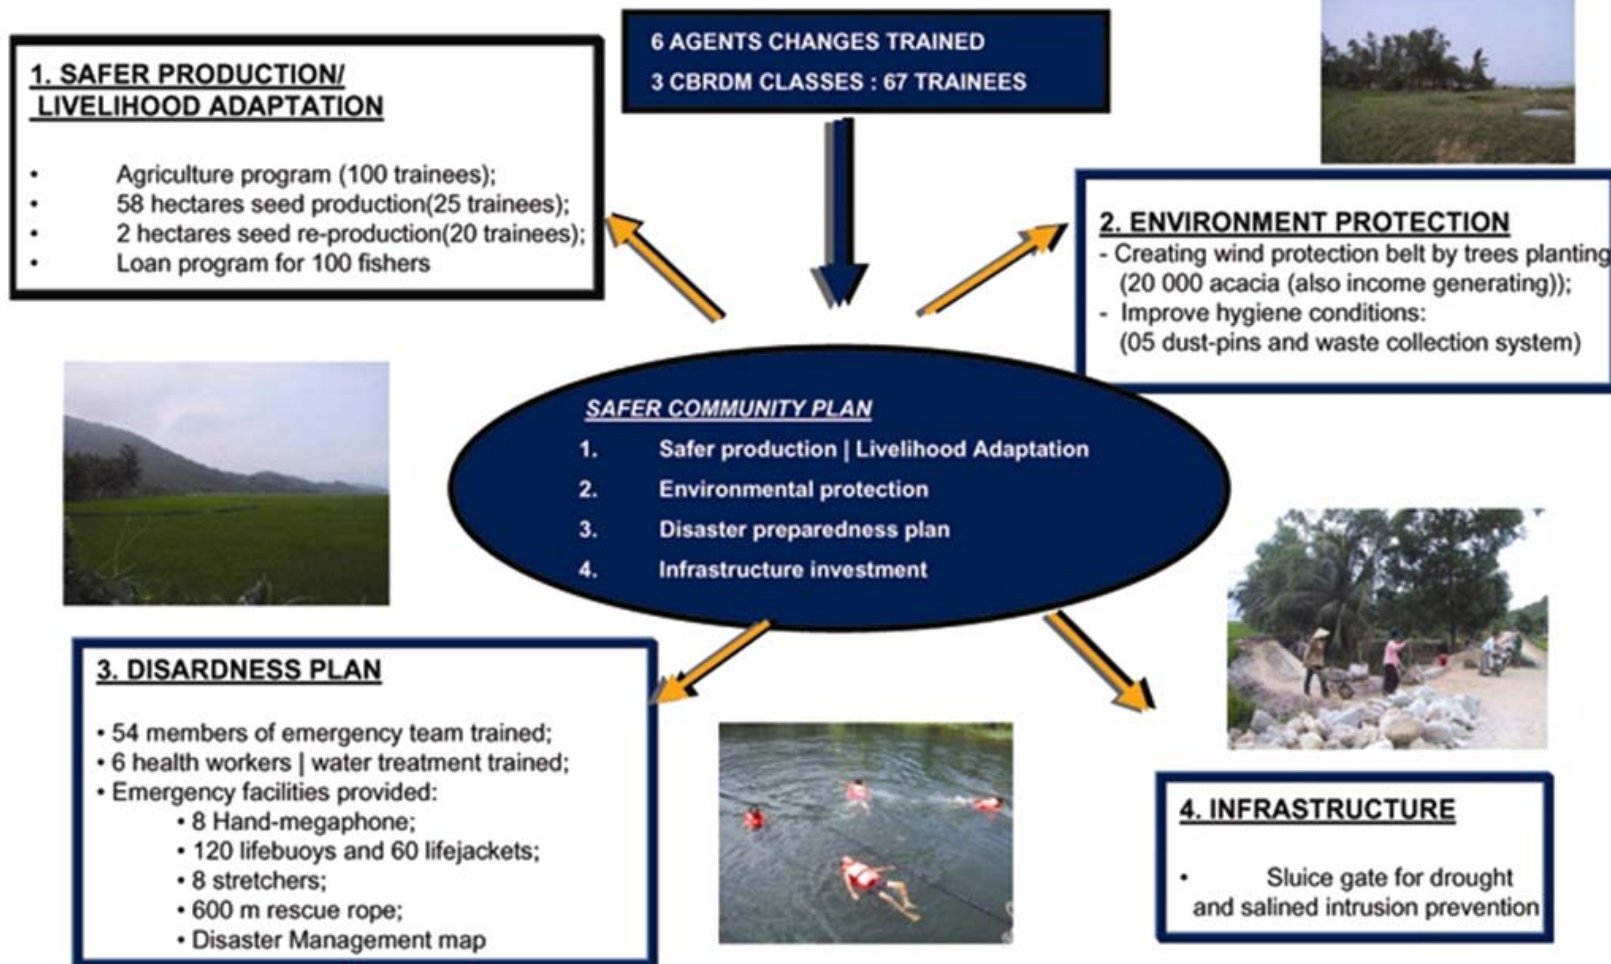 6 AGENTS CHANGES TRAINED
3 CBRDM CLASSES : 67 TRAINEES
1. SAFER PRODUCTION/
LIVELIHOOD ADAPTATION
• Agriculture program (100 trainees);
• 58 hectares seed production(25 trainees);
• 2 hectares seed re-production(20 trainees);
• Loan program for 100 fishers
2. ENVIRONMENT PROTECTION
- Creating wind protection belt by trees planting
(20 000 acacia (also income generating));
- Improve hygiene conditions:
(05 dust-pins and waste collection system)
SAFER COMMUNITY PLAN
1. Safer production | Livelihood Adaptation
2. Environmental protection
3. Disaster preparedness plan
4. Infrastructure investment
3. DISARDNESS PLAN
• 54 members of emergency team trained;
• 6 health workers | water treatment trained;
• Emergency facilities provided:
• 8 Hand-megaphone;
• 120 lifebuoys and 60 lifejackets;
• 8 stretchers;
• 600 m rescue rope;
• Disaster Management map
4. INFRASTRUCTURE
• Sluice gate for drought
and salined intrusion prevention